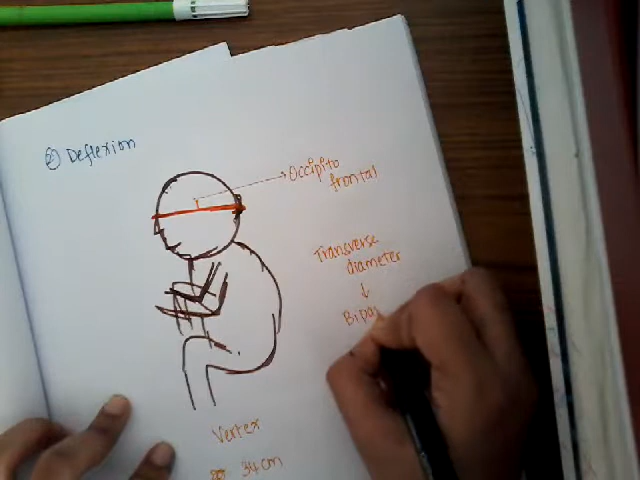 ② Deflexion
Occipito
frontal
Transverse
diameter
↓
Bipa
Vertex
34 cm